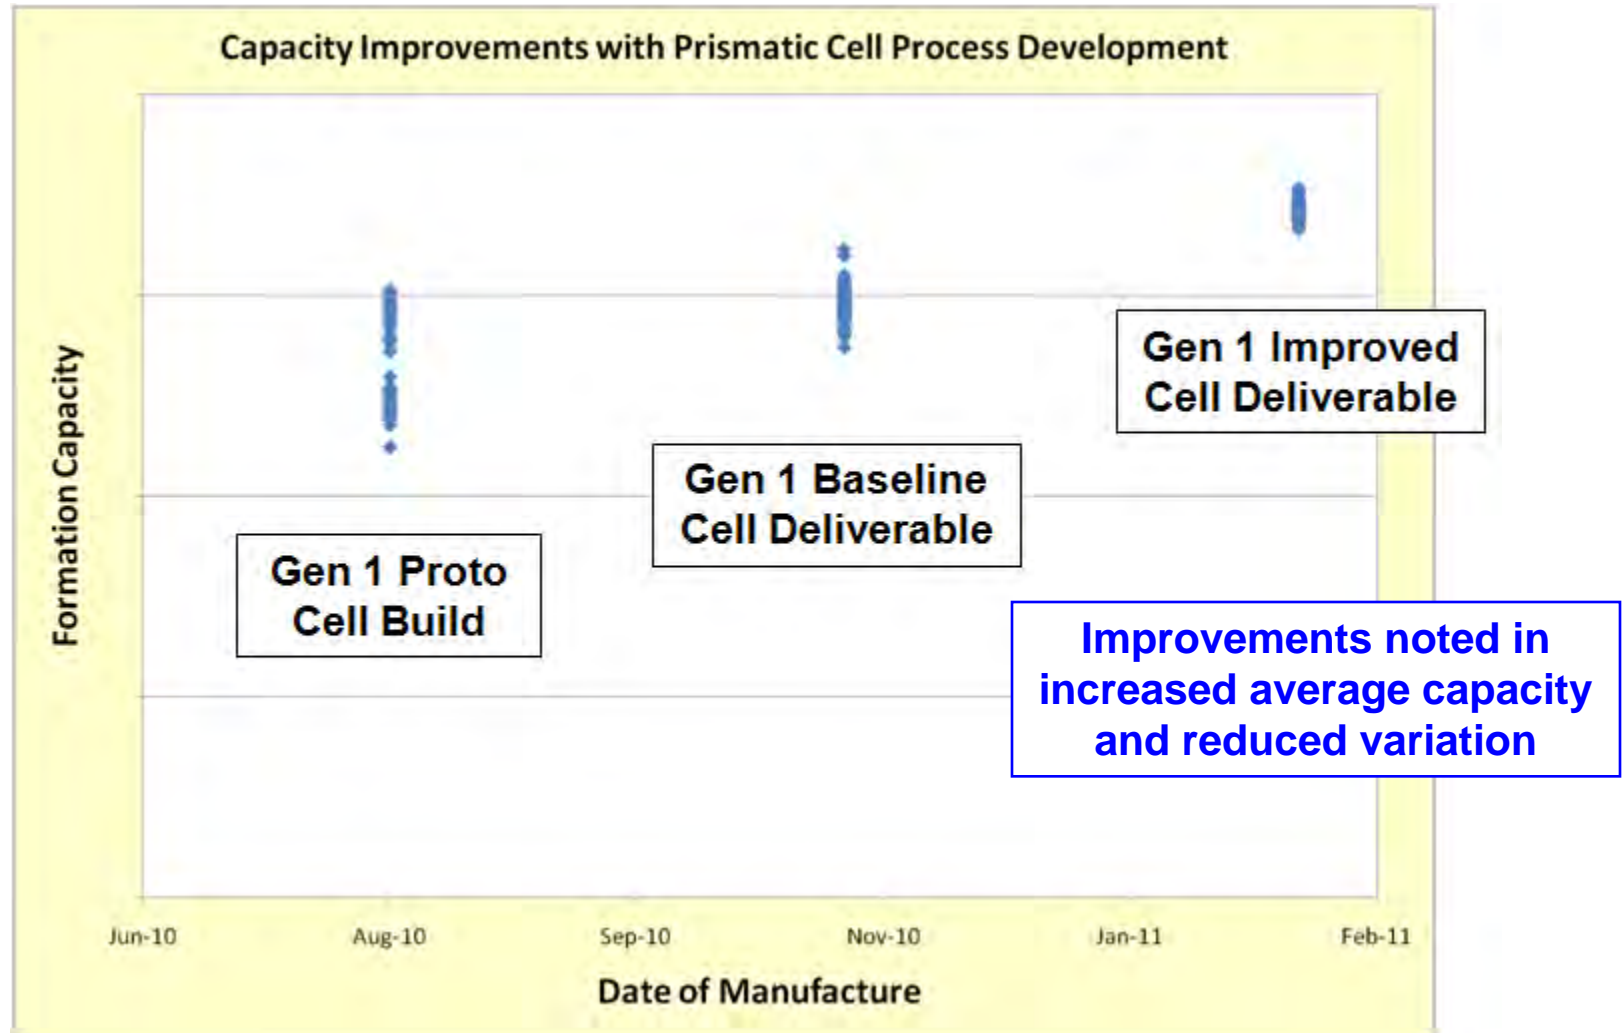 Capacity Improvements with Prismatic Cell Process Development
Formation Capacity
Gen 1 Proto
Cell Build
Gen 1 Baseline
Cell Deliverable
Gen 1 Improved
Cell Deliverable
Improvements noted in
increased average capacity
and reduced variation
Jun-10 Aug-10 Sep-10 Nov-10 Jan-11 Feb-11
Date of Manufacture